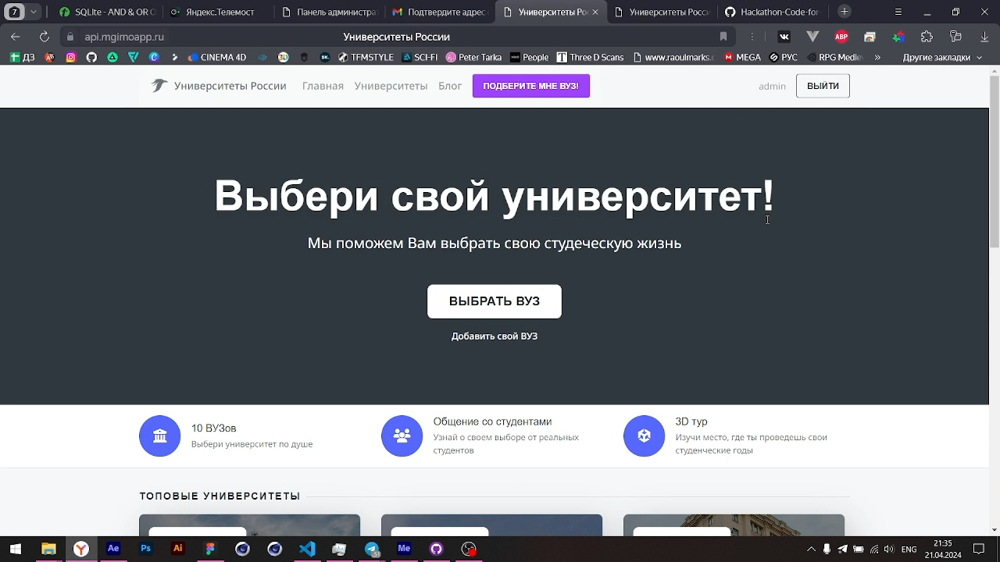 7
SQLite - AND & OR C
Яндекс.Телемост
Панель администрат
Подтвердите адрес
Университеты Рос
Университеты Росси
Hackathon-Code-for-
api.mgimoapp.ru
Университеты России
ДЗ
CINEMA 4D
TFMSTYLE
SCI-FI
Peter Tarka
People
Three D Scans
www.raoulmarks.c
MEGA
РУС
RPG Medie
Другие закладки
Университеты России
Главная
Университеты
Блог
ПОДБЕРИТЕ МНЕ ВУЗ!
admin
ВЫЙТИ
Выбери свой университет!
Мы поможем Вам выбрать свою студеческую жизнь
ВЫБРАТЬ ВУЗ
Добавить свой ВУЗ
10 ВУЗов
Выбери университет по душе
Общение со студентами
Узнай о своем выборе от реальных
студентов
3D тур
Изучи место, где ты проведешь свои
студенческие годы
ТОПОВЫЕ УНИВЕРСИТЕТЫ
ENG
21:35
21.04.2024